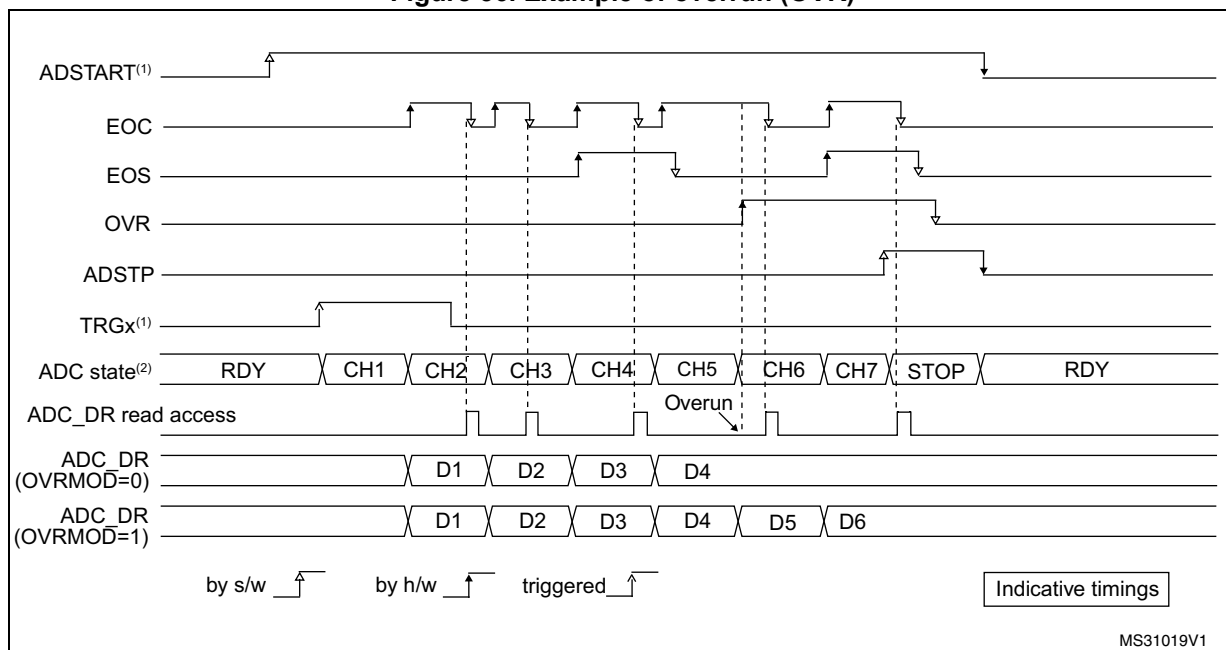 Figure 86. Example of overrun (OVR)
ADSTART(1)
EOC
EOS
OVR
ADSTP
TRGx(1)
ADC state(2) RDY CH1 CH2 CH3 CH4 CH5 CH6 CH7 STOP RDY
ADC_DR read access
Overun
ADC_DR
(OVRMOD=0)
D1 D2 D3 D4
ADC_DR
(OVRMOD=1)
D1 D2 D3 D4 D5 D6
by s/w by h/w triggered
Indicative timings
MS31019V1